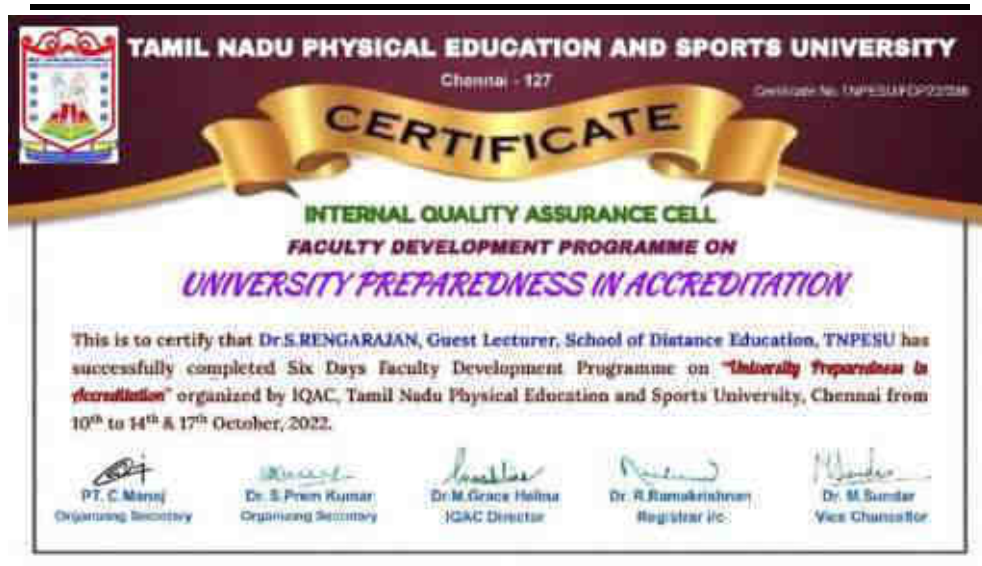 TAMIL NADU PHYSICAL EDUCATION AND SPORTS UNIVERSITY
Chennai - 127
Certificate No.
CERTIFICATE
INTERNAL QUALITY ASSURANCE CELL
FACULTY DEVELOPMENT PROGRAMME ON
UNIVERSITY PREPAREDNESS IN ACCREDITATION
This is to certify that Dr.S.RENGARAJAN, Guest Lecturer, School of Distance Education, TNPESU has
successfully completed Six Days Faculty Development Programme on "University Preparedness in
Accreditation" organized by IQAC, Tamil Nadu Physical Education and Sports University, Chennai from
10th to 14th & 17th October, 2022.
PT. C.Manoj Dr. S.Prem Kumar Dr.M.Grace Helina Dr. R.Ramakrishnan Dr. M.Sundar
Organizing Secretary Organizing Secretary IQAC Director Registrar i/c Vice Chancellor